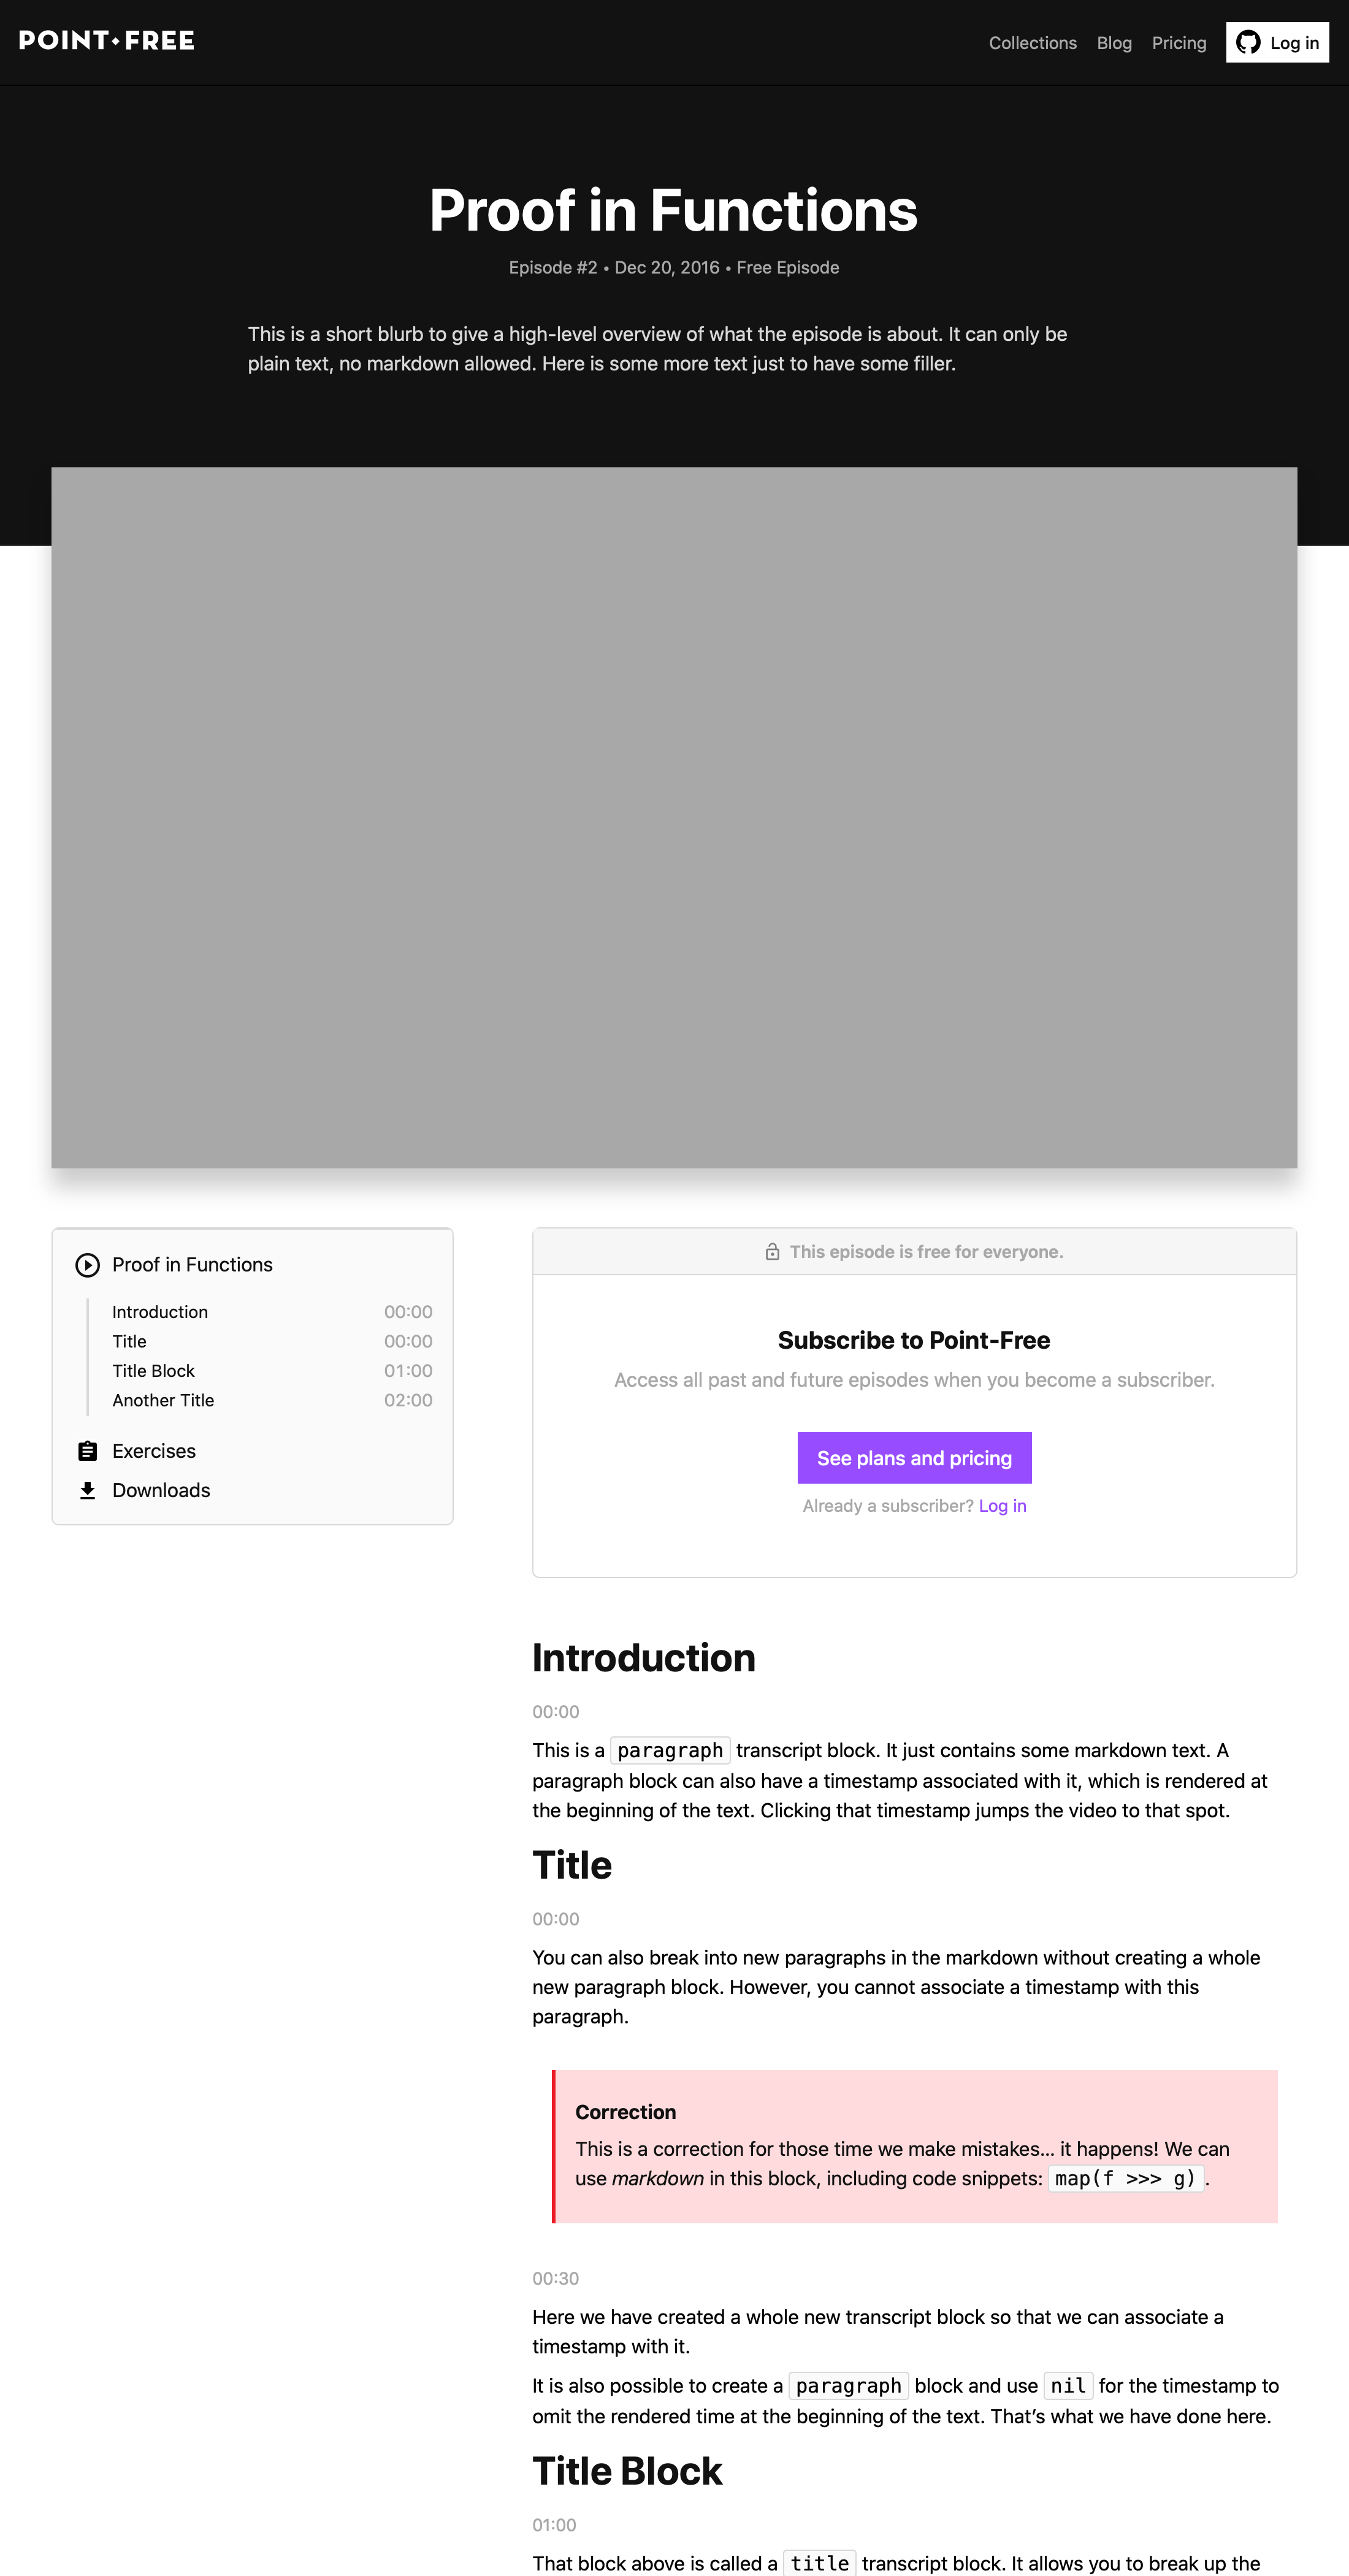 POINT•FREE
Collections Blog Pricing Log in
Proof in Functions
Episode #2 • Dec 20, 2016 • Free Episode
This is a short blurb to give a high-level overview of what the episode is about. It can only be
plain text, no markdown allowed. Here is some more text just to have some filler.
Proof in Functions
Introduction 00:00
Title 00:00
Title Block 01:00
Another Title 02:00
Exercises
Downloads
This episode is free for everyone.
Subscribe to Point-Free
Access all past and future episodes when you become a subscriber.
See plans and pricing
Already a subscriber? Log in
Introduction
00:00
This is a paragraph transcript block. It just contains some markdown text. A
paragraph block can also have a timestamp associated with it, which is rendered at
the beginning of the text. Clicking that timestamp jumps the video to that spot.
Title
00:00
You can also break into new paragraphs in the markdown without creating a whole
new paragraph block. However, you cannot associate a timestamp with this
paragraph.
Correction
This is a correction for those time we make mistakes… it happens! We can
use markdown in this block, including code snippets: map(f >>> g).
00:30
Here we have created a whole new transcript block so that we can associate a
timestamp with it.
It is also possible to create a paragraph block and use nil for the timestamp to
omit the rendered time at the beginning of the text. That’s what we have done here.
Title Block
01:00
That block above is called a title transcript block. It allows you to break up the